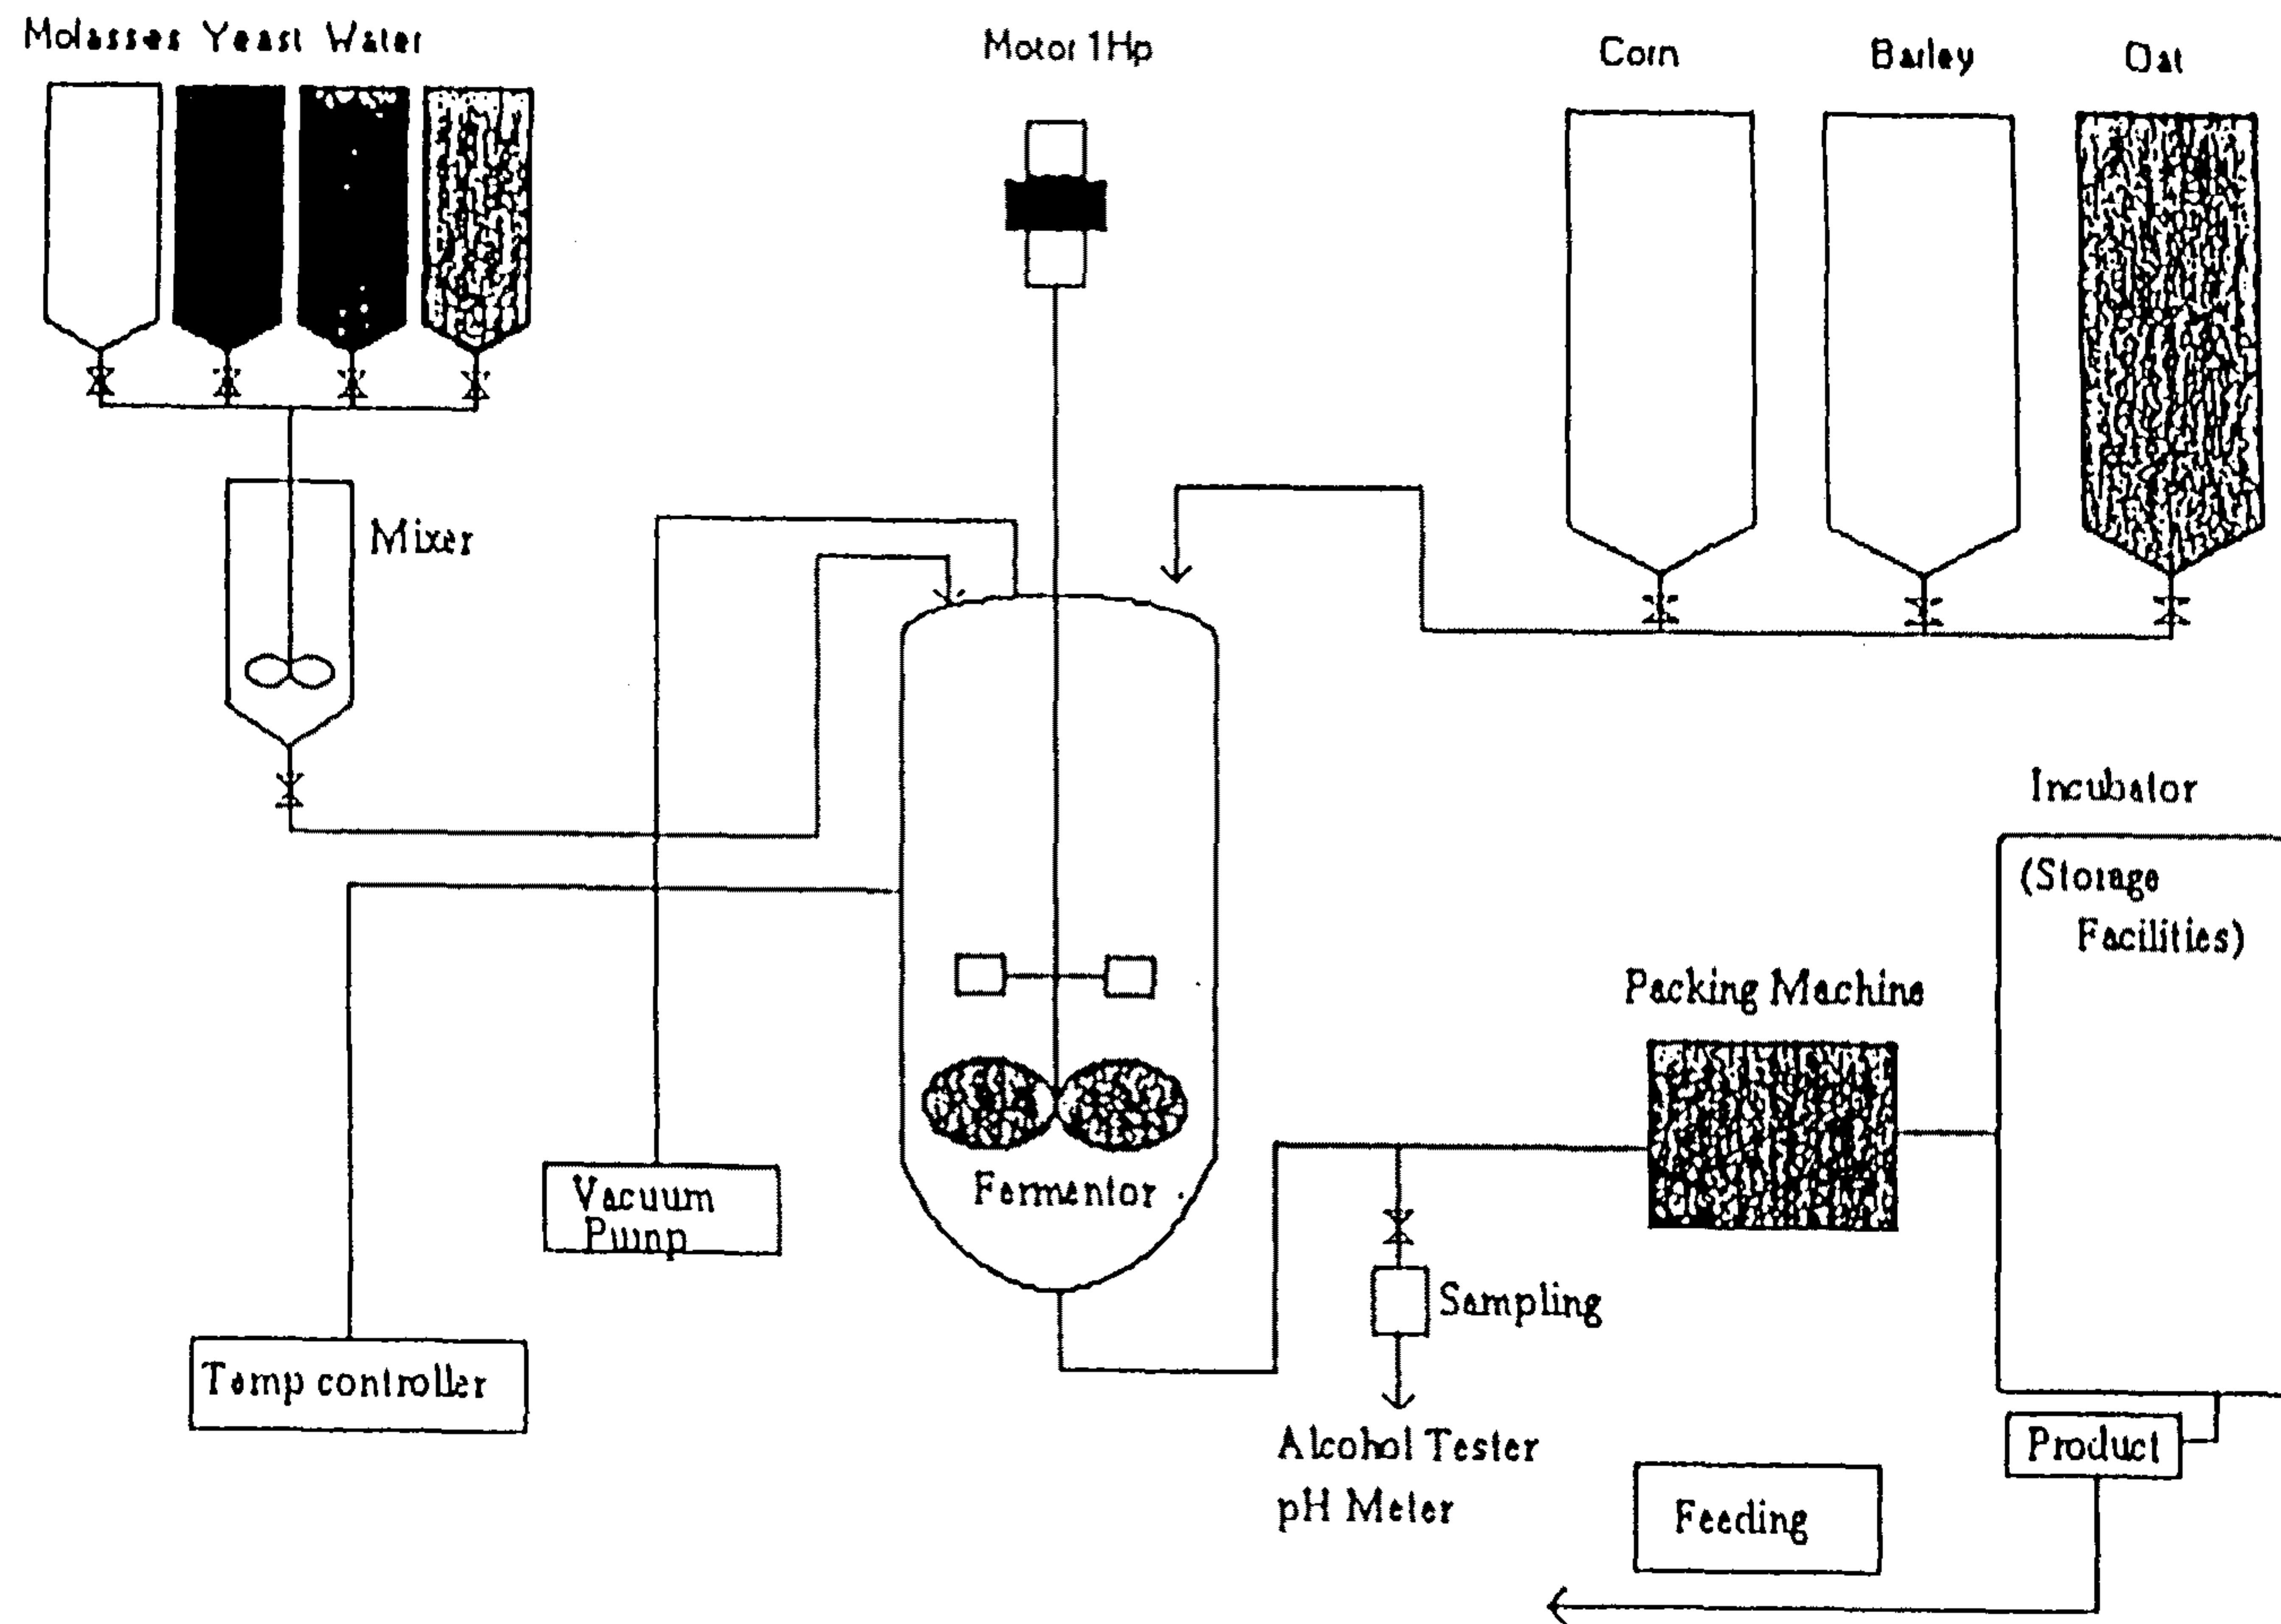 Molasses Yeast Water
Motor 1Hp
Corn
Barley
Oat
Mixer
Incubator
(Storage
Facilities)
Packing Machine
Fermentor
Vacuum
Pump
Sampling
Temp controller
Alcohol Tester
pH Meter
Product
Feeding